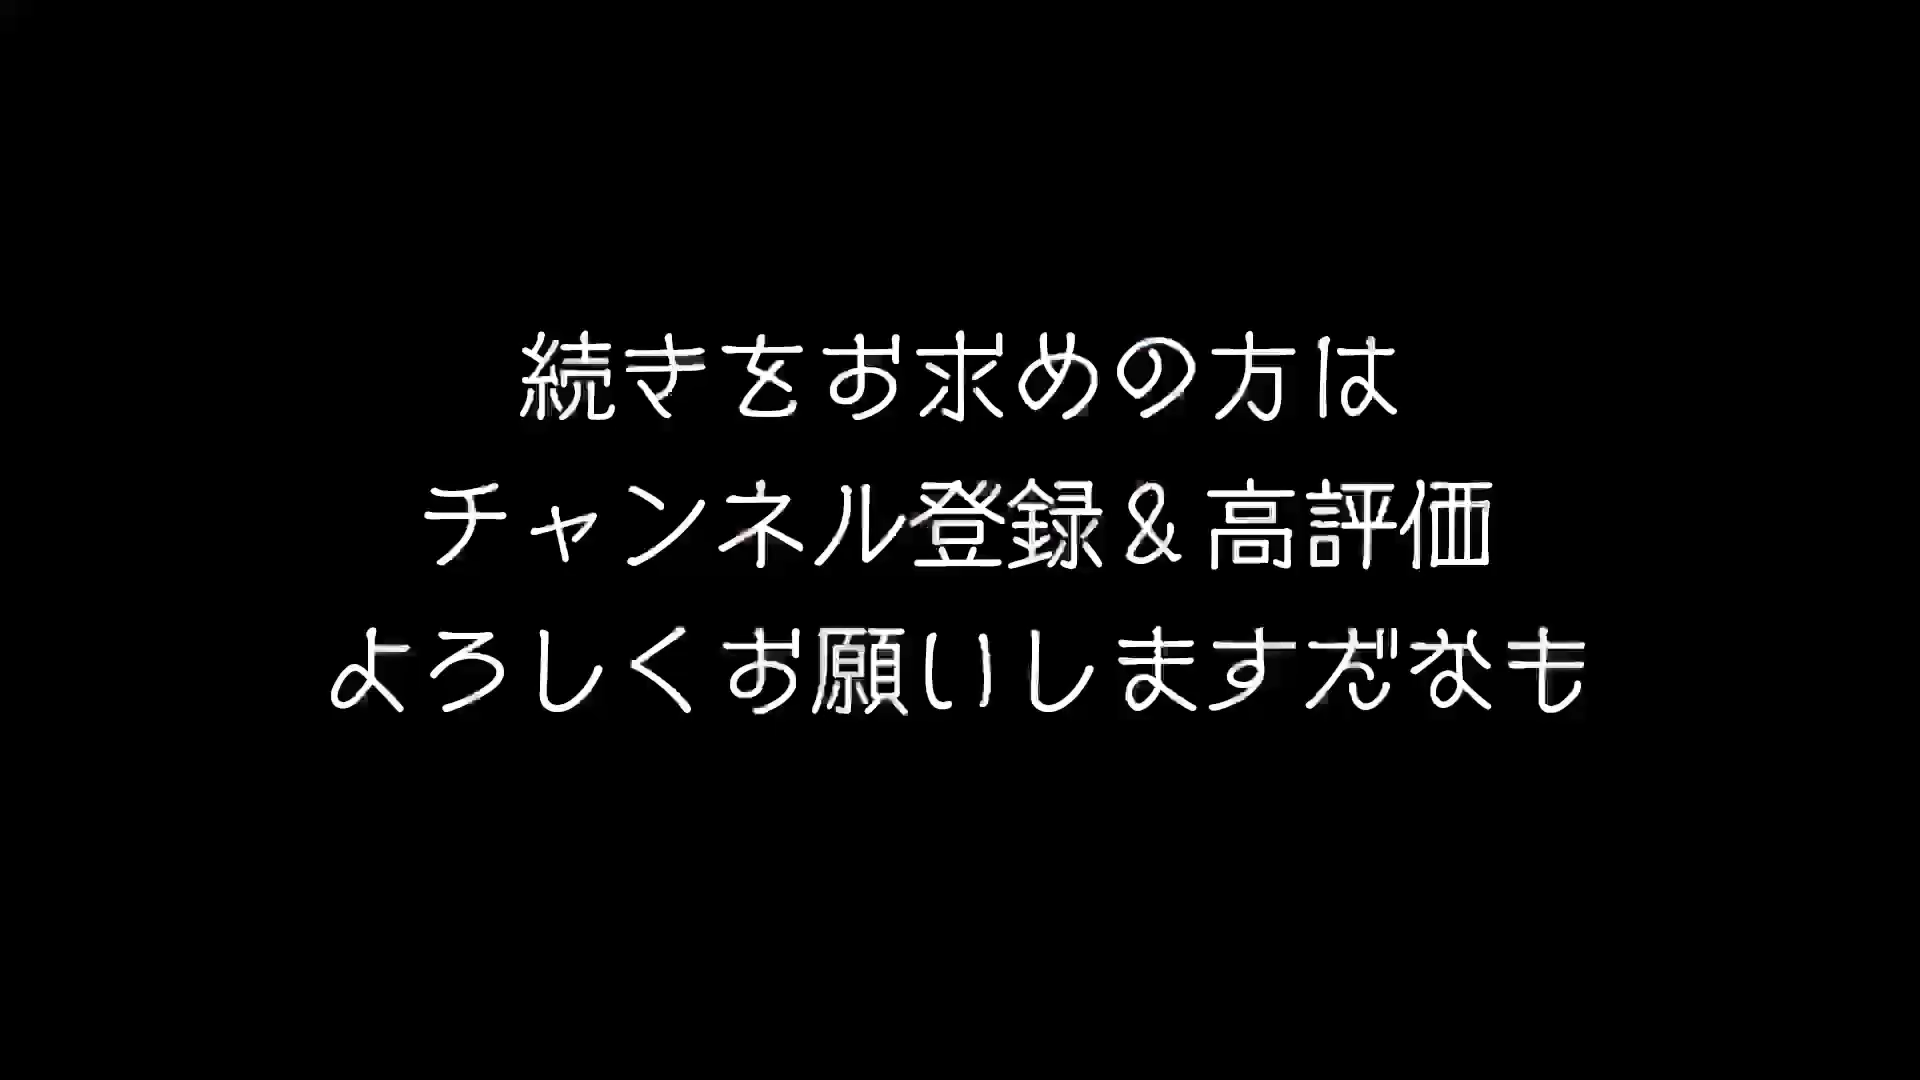 続きをお求めの方は
チャンネル登録＆高評価
よろしくお願いしますだなも